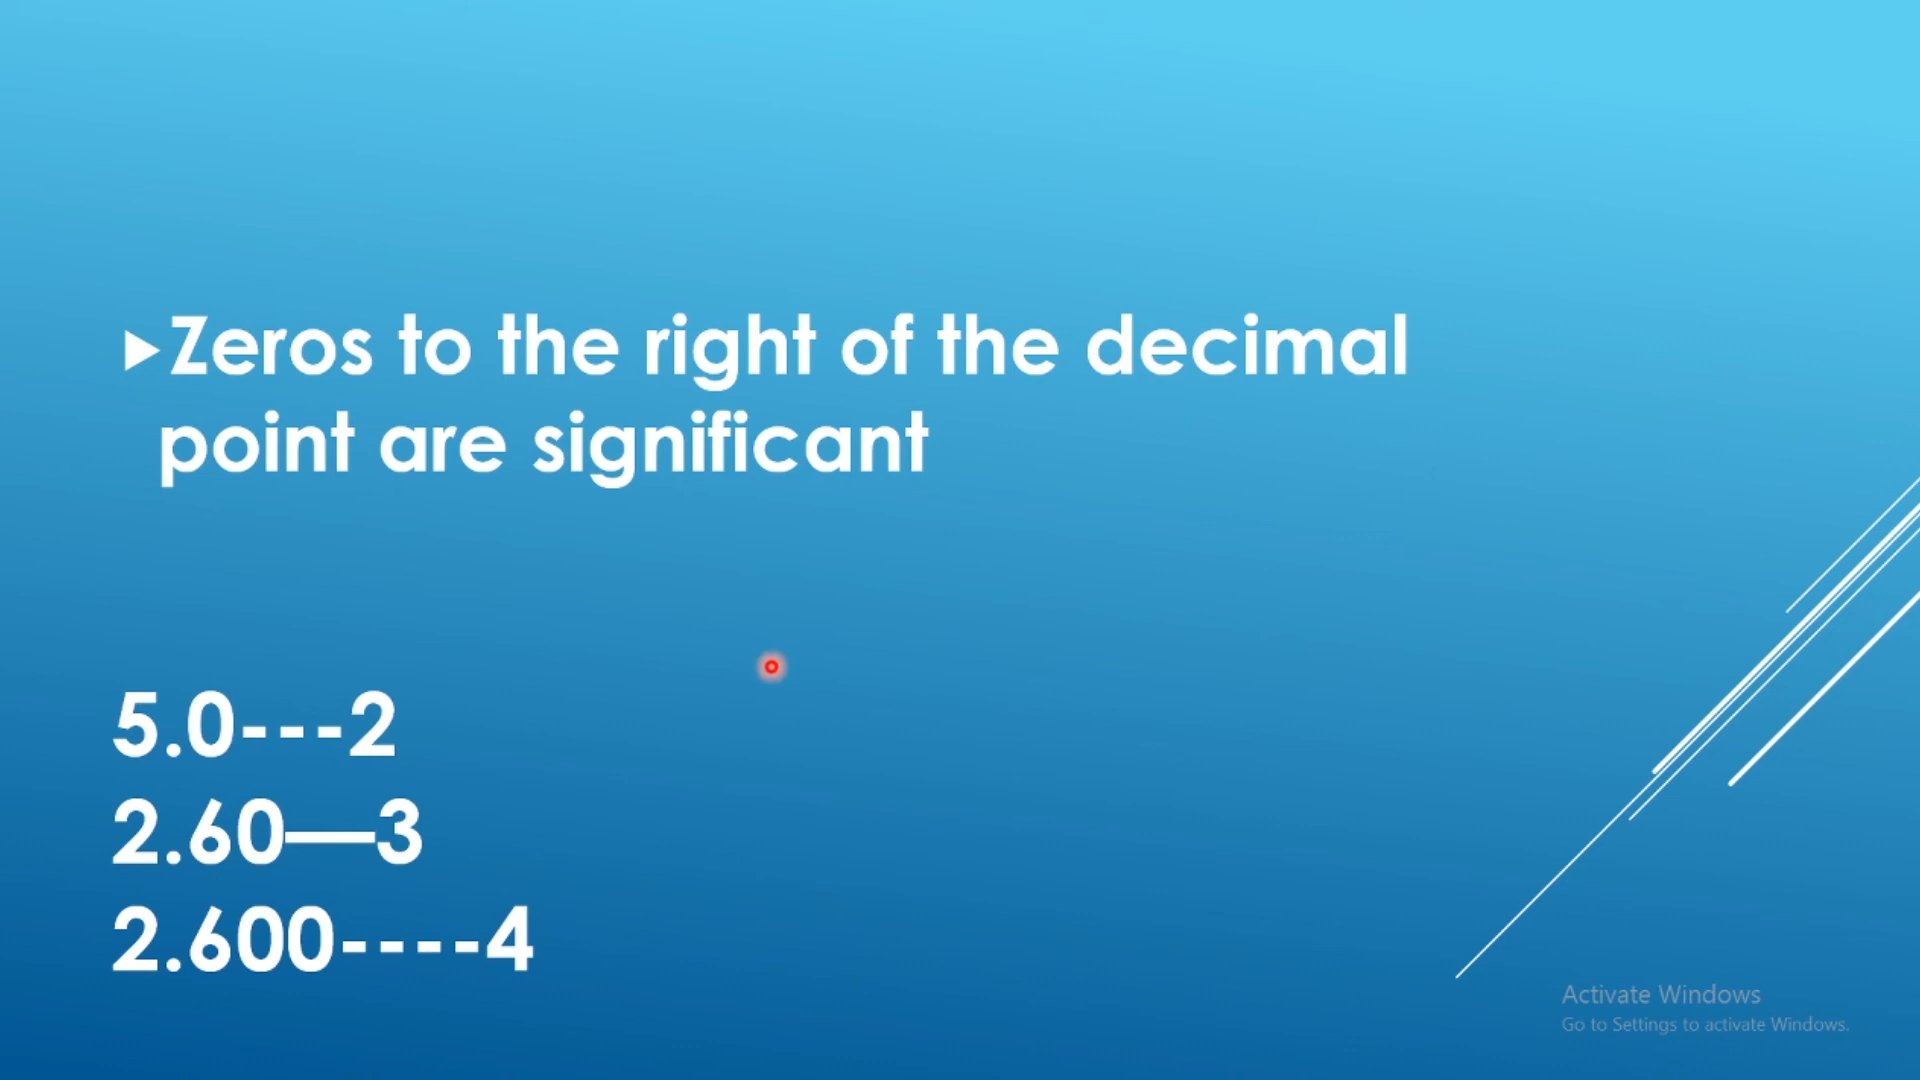 Zeros to the right of the decimal
point are significant
5.0---2
2.60—3
2.600----4
Activate Windows
Go to Settings to activate Windows.